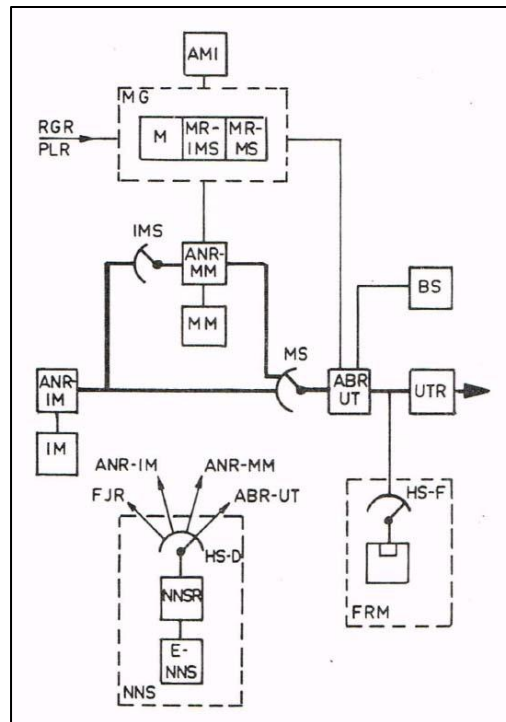 AMI
MG
RGR
PLR
M
MR-
IMS
MR-
MS
IMS
ANR-
MM
MM
BS
MS
ANR-
IM
ABR
UT
UTR
IM
ANR-IM
ANR-MM
FJR
ABR-UT
HS-D
HS-F
NNSR
E-
NNS
NNS
FRM